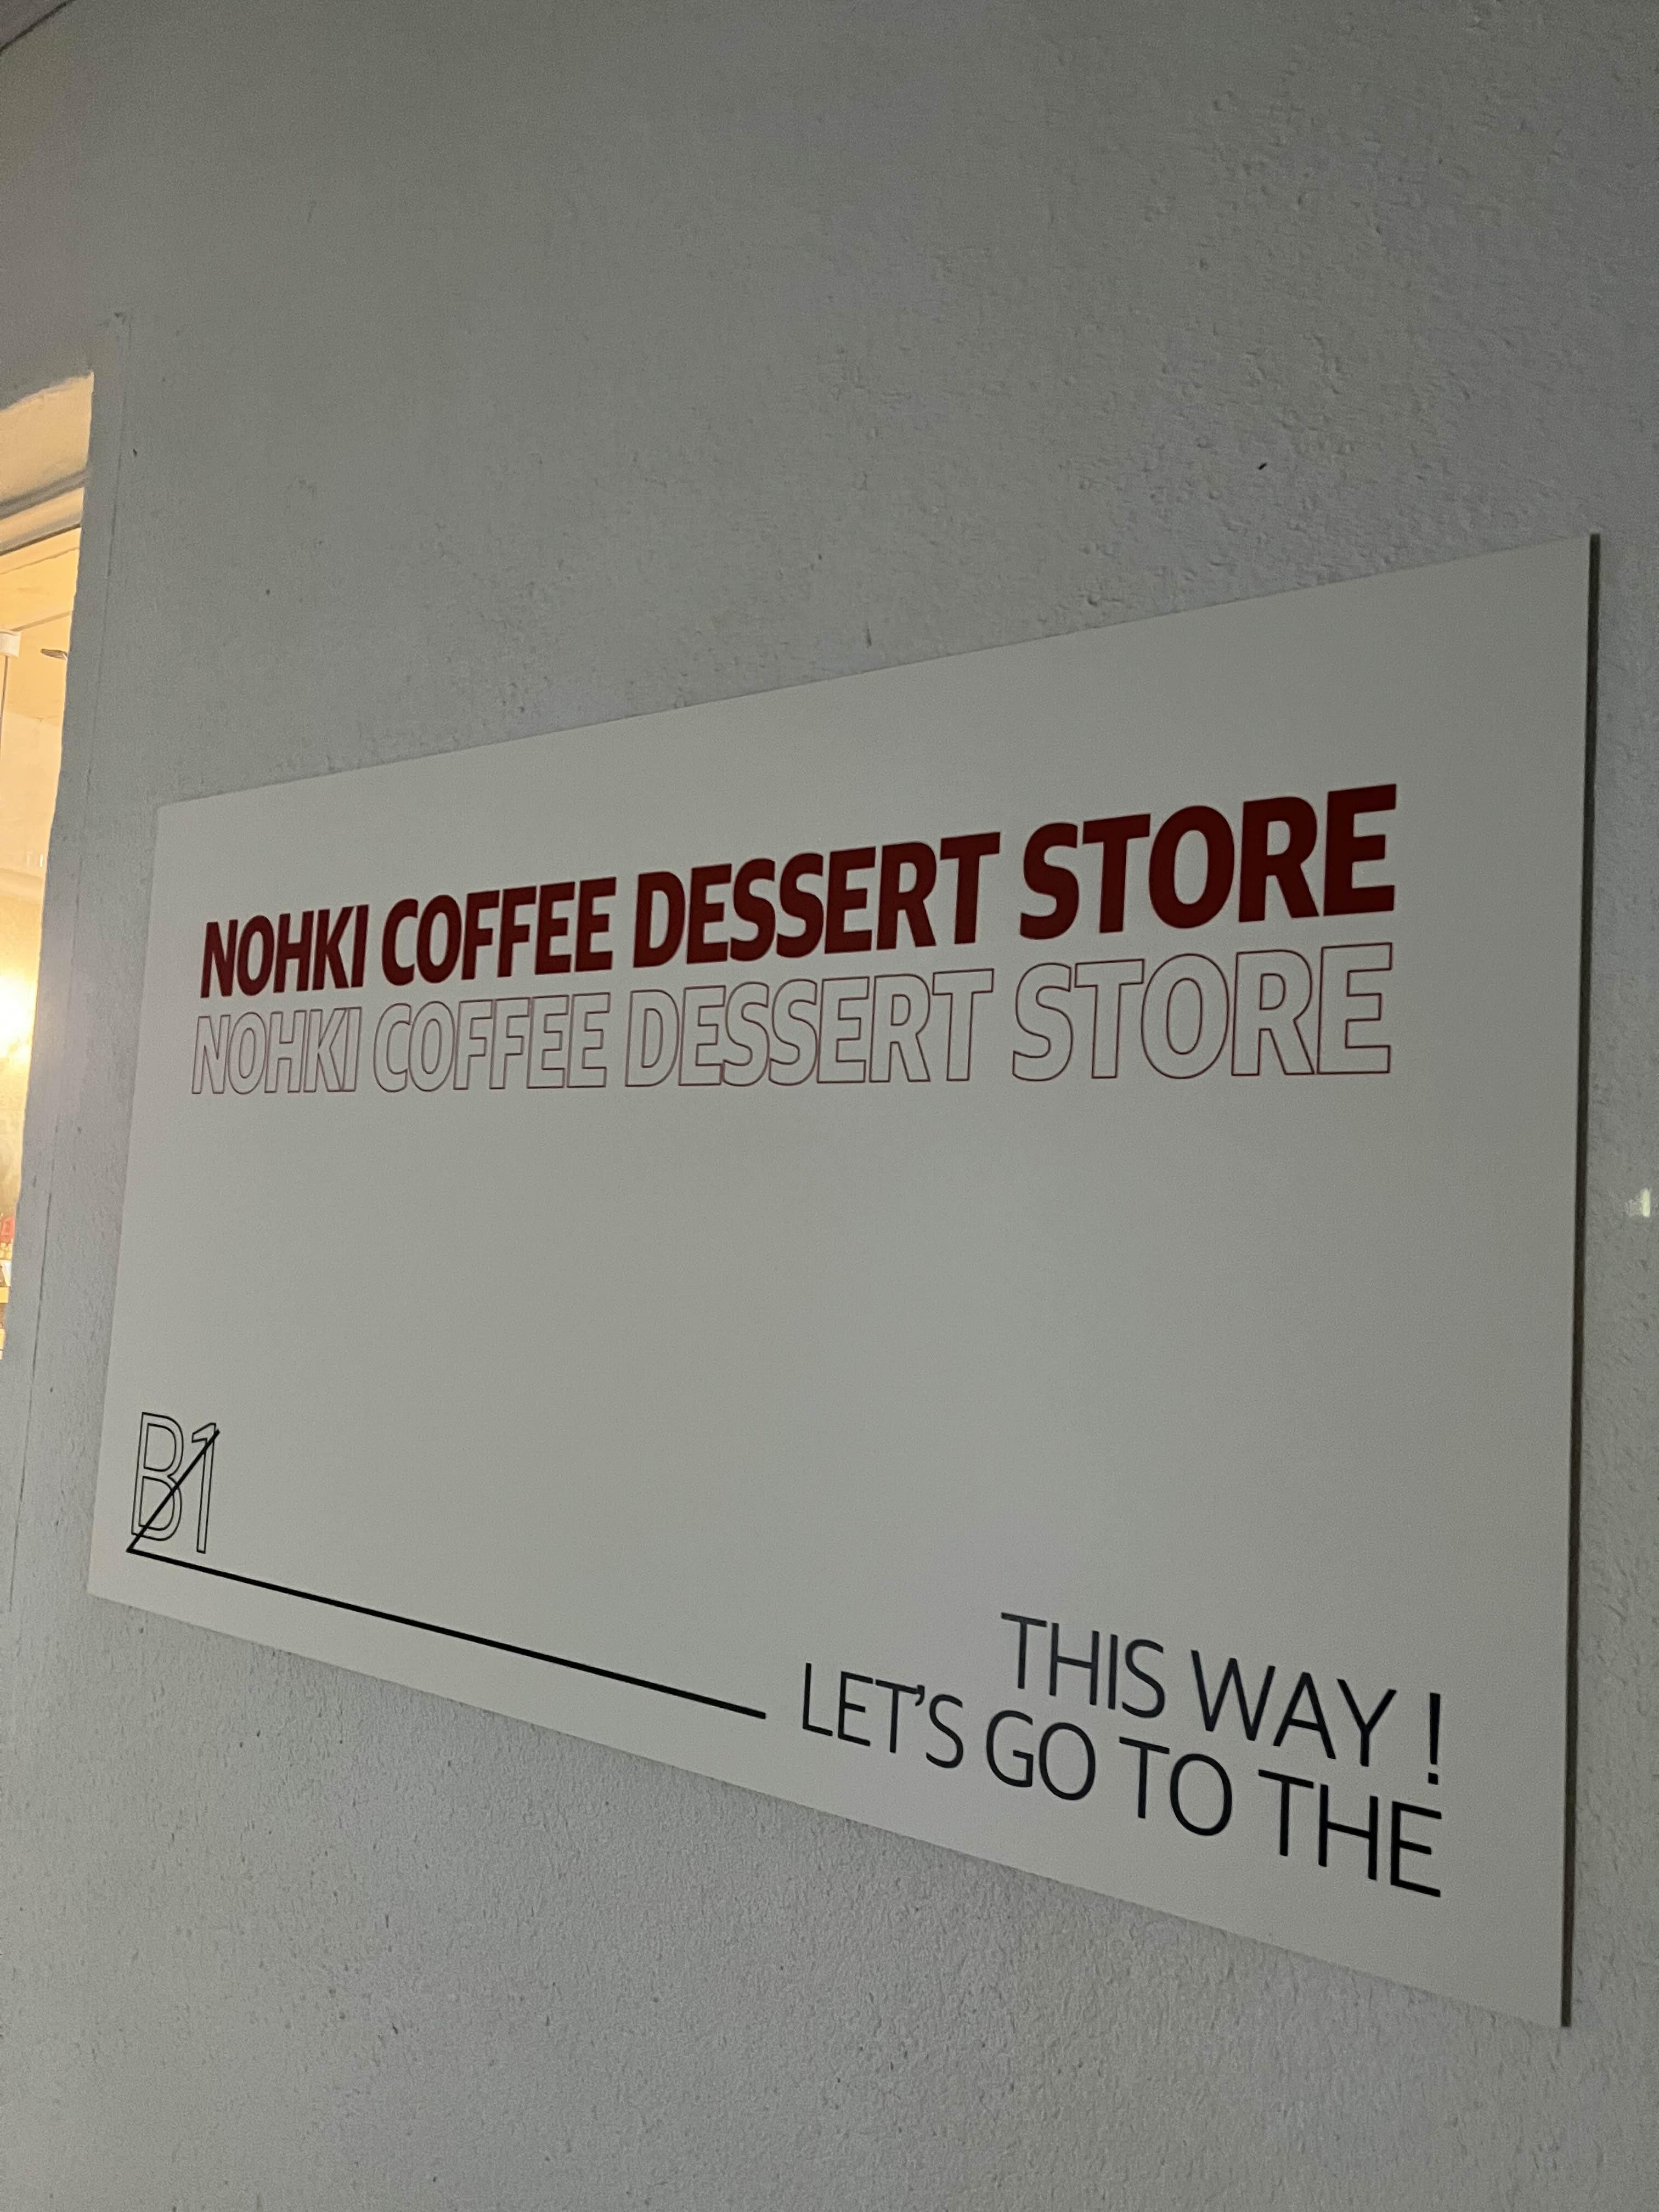 NOHKI COFFEE DESSERT STORE
NOHKI COFFEE DESSERT STORE
THIS WAY !
LET'S GO TO THE
B1